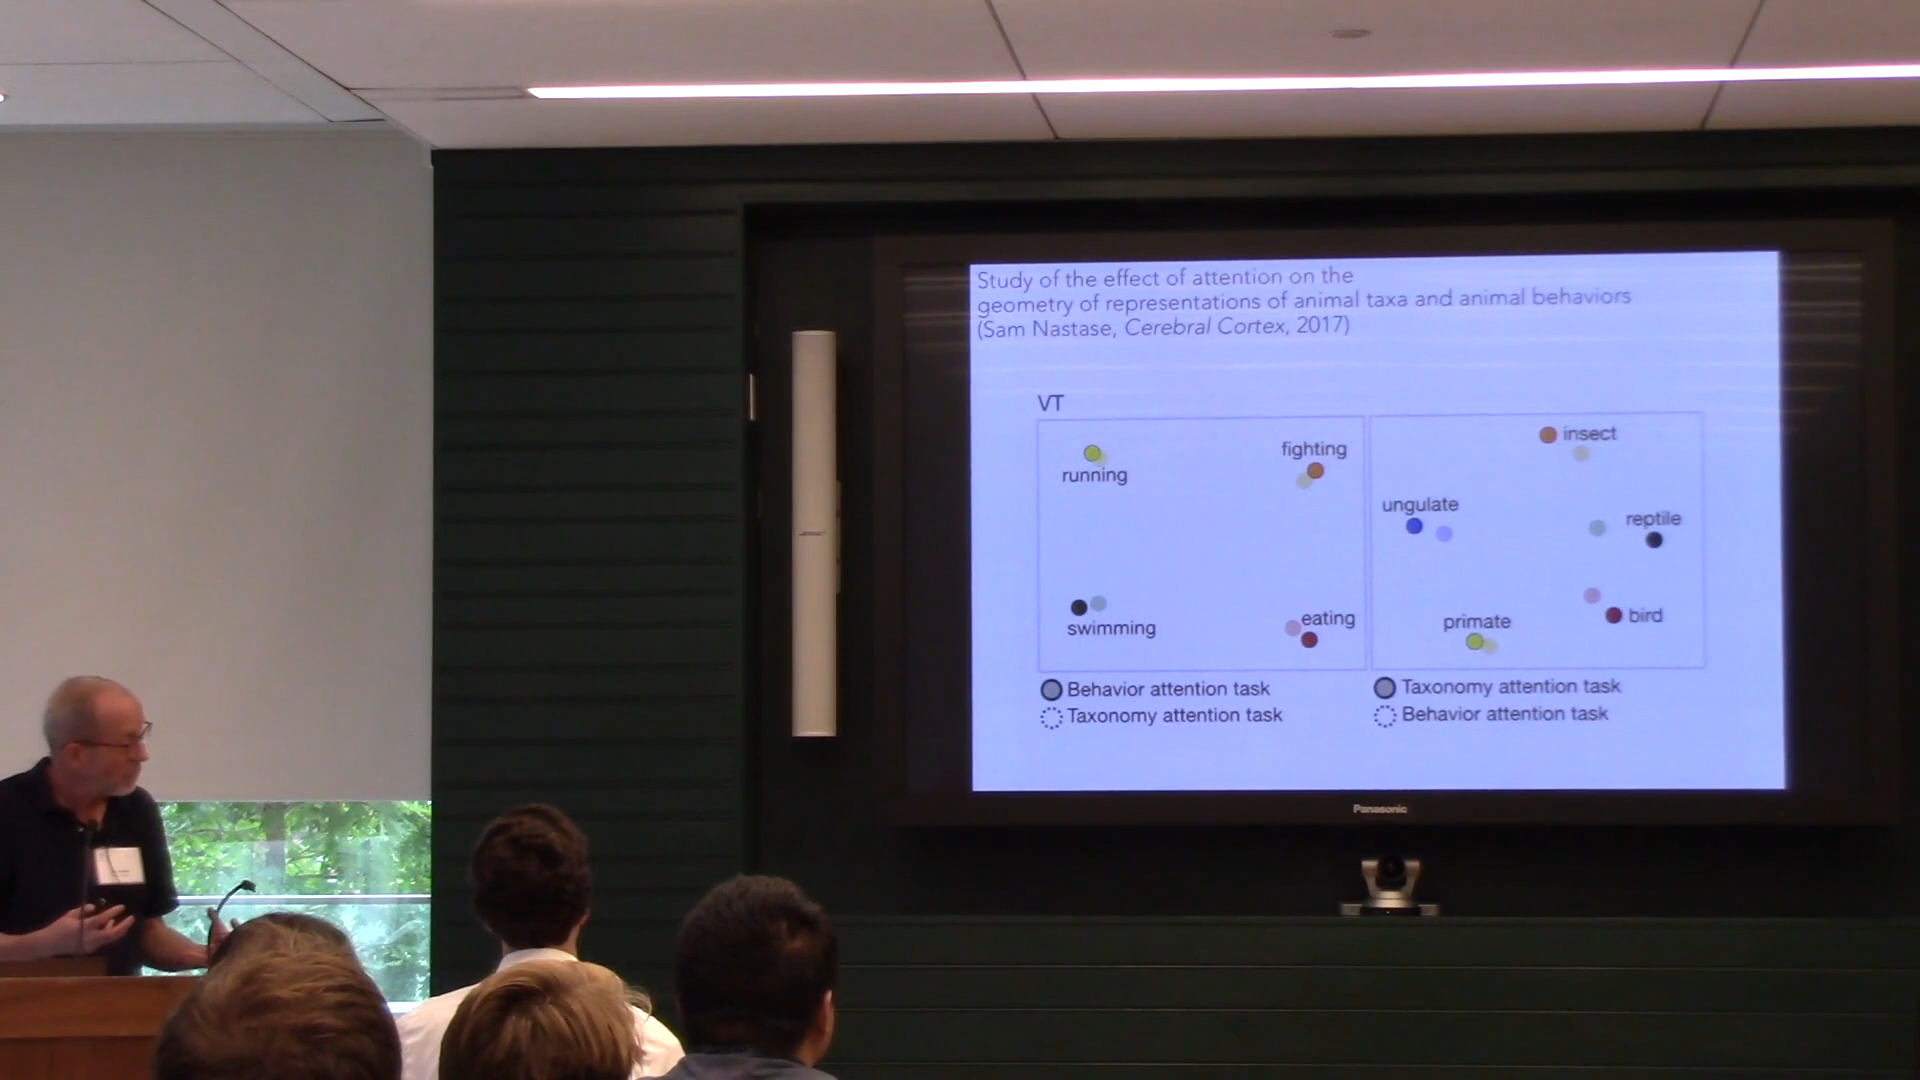 Study of the effect of attention on the
geometry of representations of animal taxa and animal behaviors
(Sam Nastase, Cerebral Cortex, 2017)
VT
running
fighting
swimming
eating
insect
ungulate
reptile
primate
bird
Behavior attention task
Taxonomy attention task
Taxonomy attention task
Behavior attention task
Panasonic